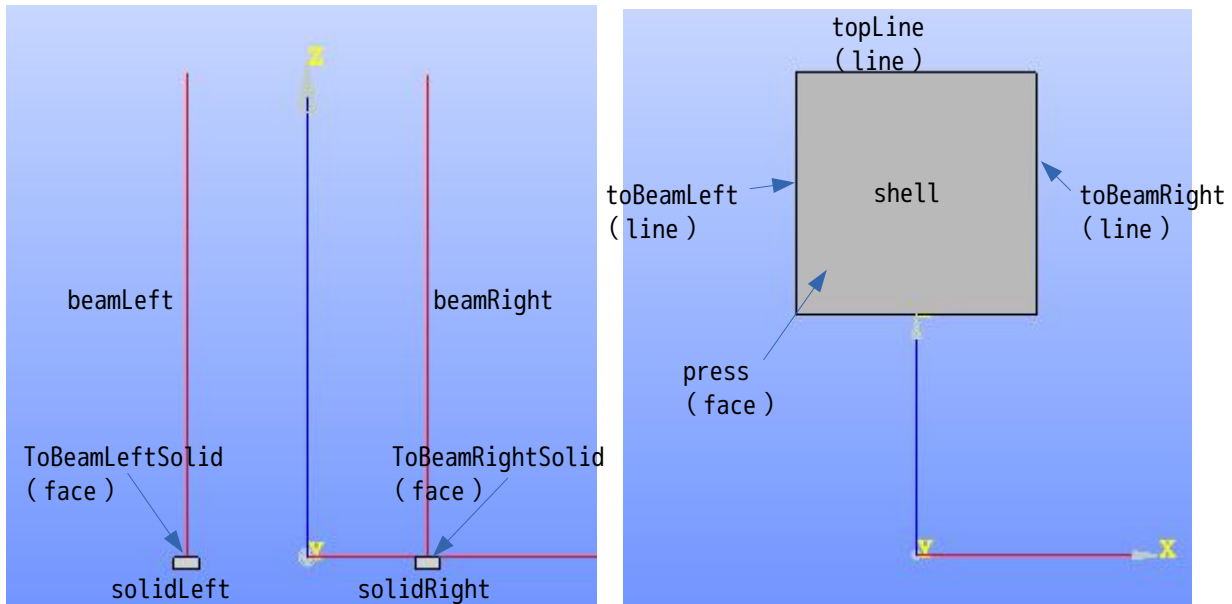 Z
beamLeft
beamRight
ToBeamLeftSolid
(face)
ToBeamRightSolid
(face)
Y
solidLeft
solidRight
topLine
(line)
toBeamLeft
(line)
shell
toBeamRight
(line)
press
(face)
Y
X